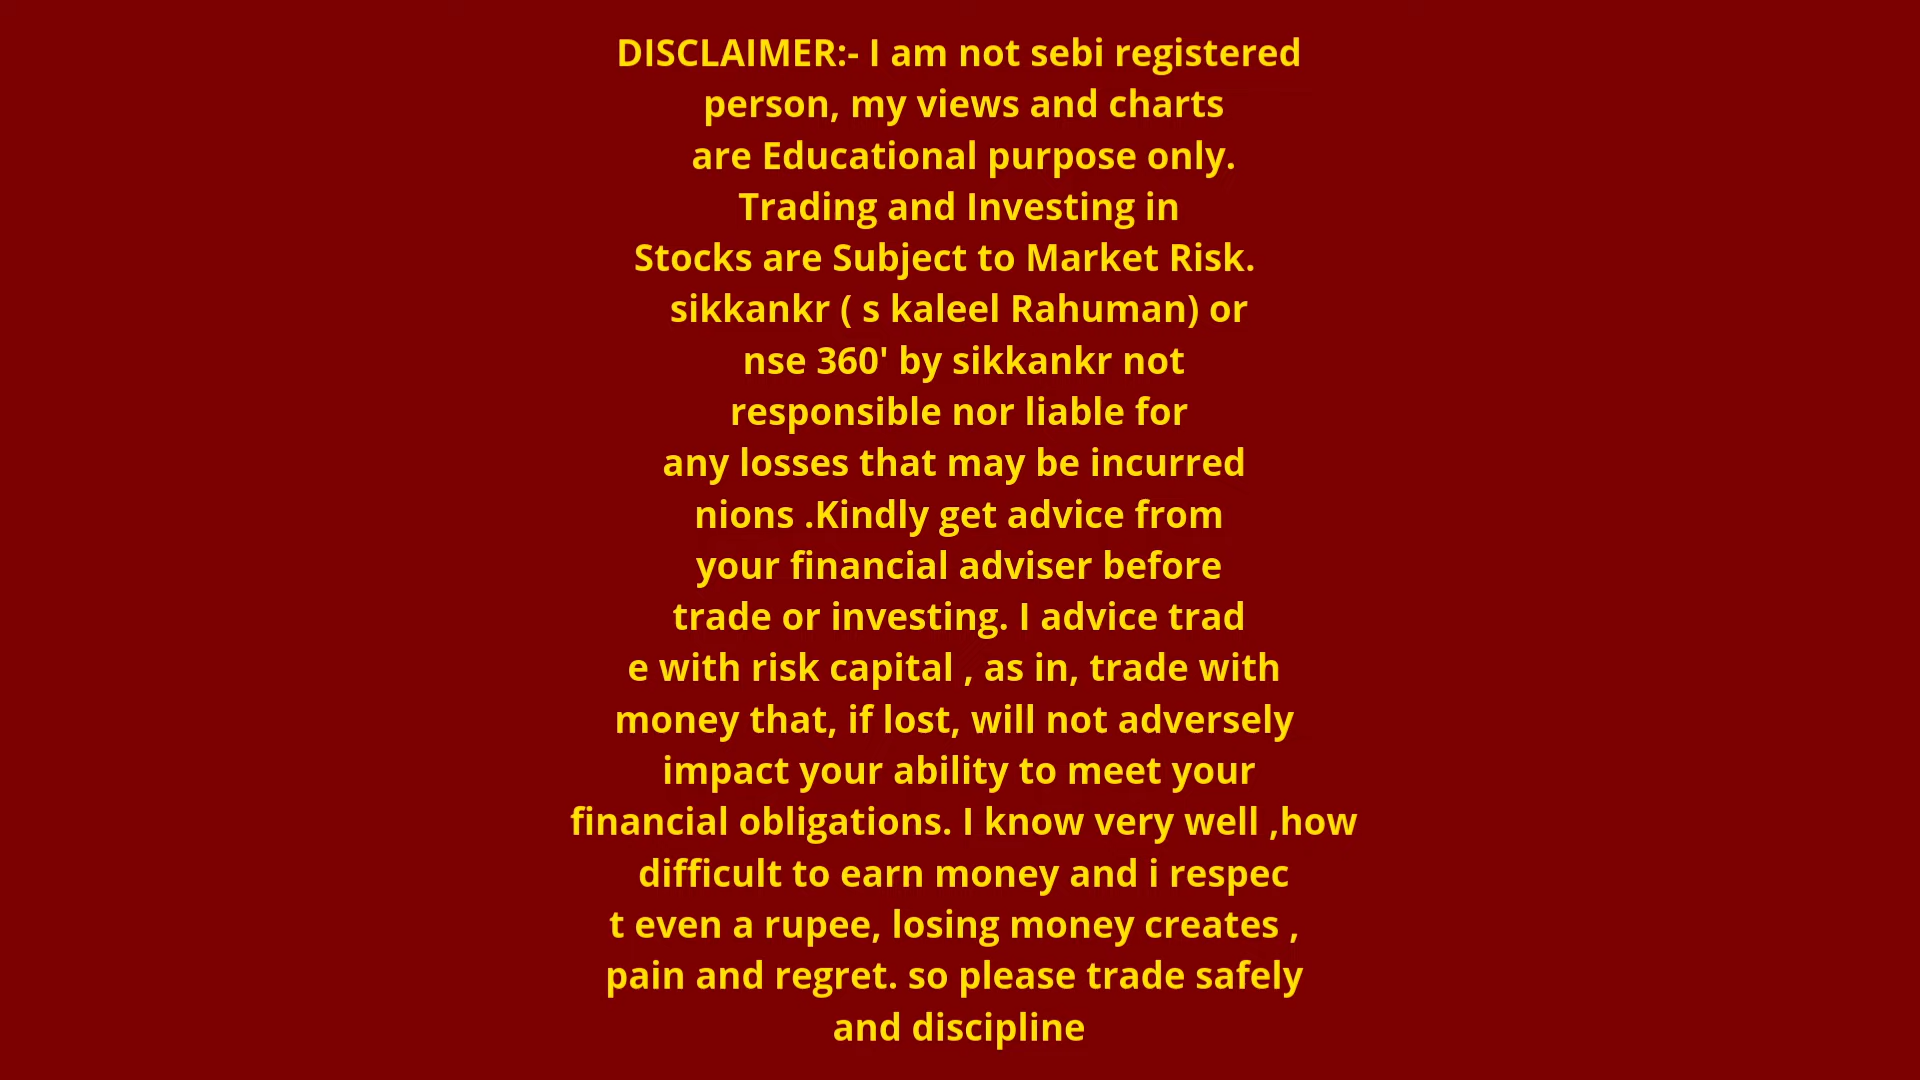 DISCLAIMER:- I am not sebi registered
person, my views and charts
are Educational purpose only.
Trading and Investing in
Stocks are Subject to Market Risk.
sikkankr ( s kaleel Rahuman) or
nse 360' by sikkankr not
responsible nor liable for
any losses that may be incurred
nions .Kindly get advice from
your financial adviser before
trade or investing. I advice trad
e with risk capital , as in, trade with
money that, if lost, will not adversely
impact your ability to meet your
financial obligations. I know very well ,how
difficult to earn money and i respec
t even a rupee, losing money creates ,
pain and regret. so please trade safely
and discipline